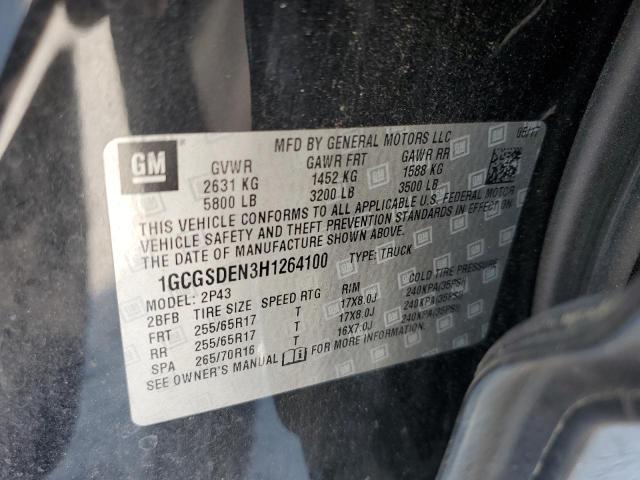 GM
MFD BY GENERAL MOTORS LLC
05/17
GVWR GAWR FRT GAWR RR
2631 KG 1452 KG 1588 KG
5800 LB 3200 LB 3500 LB
THIS VEHICLE CONFORMS TO ALL APPLICABLE U.S. FEDERAL MOTOR
VEHICLE SAFETY AND THEFT PREVENTION STANDARDS IN EFFECT ON
THE DATE OF MANUFACTURE SHOWN ABOVE.
1GCGSDEN3H1264100 TYPE: TRUCK
MODEL: 2P43
2BFB TIRE SIZE SPEED RTG RIM COLD TIRE PRESSURE
FRT 255/65R17 T 17X8.0J 240KPA(35PSI)
RR 255/65R17 T 17X8.0J 240KPA(35PSI)
SPA 265/70R16 T 16X7.0J 240KPA(35PSI)
SEE OWNER'S MANUAL FOR MORE INFORMATION.